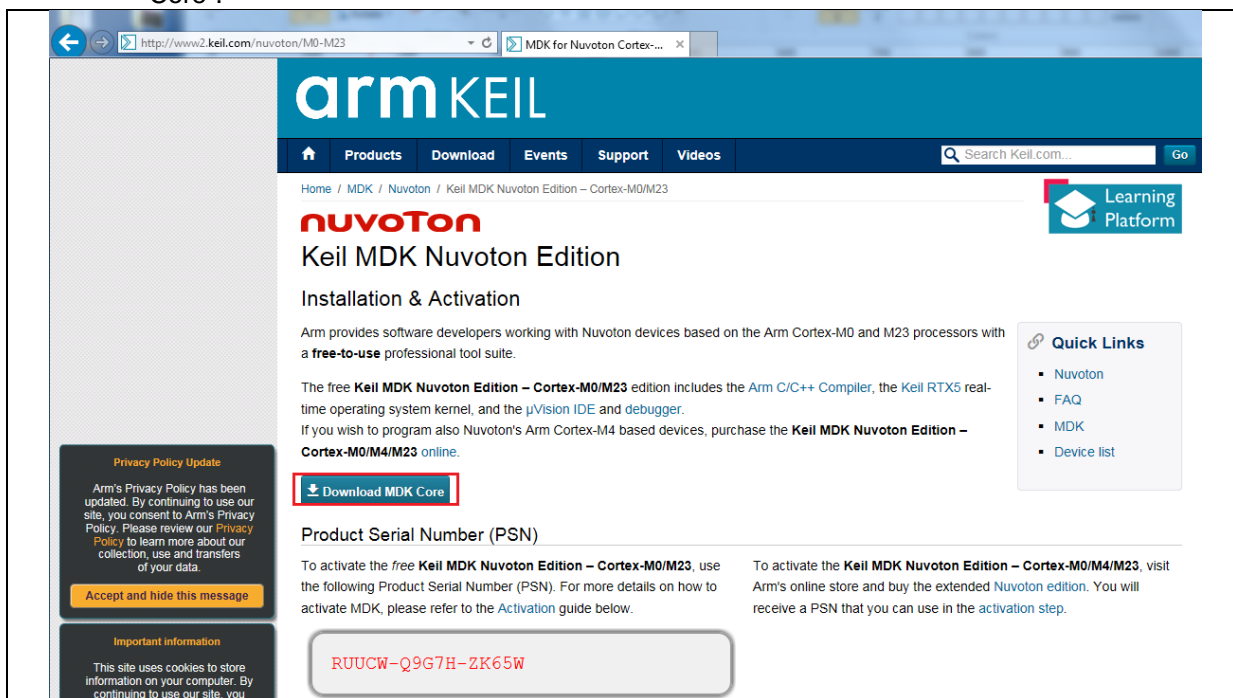 http://www2.keil.com/nuvoton/M0-M23
MDK for Nuvoton Cortex-...
arm KEIL
Products Download Events Support Videos
Search Keil.com...
Go
Home / MDK / Nuvoton / Keil MDK Nuvoton Edition – Cortex-M0/M23
Learning
Platform
nuvoTon
Keil MDK Nuvoton Edition
Installation & Activation
Arm provides software developers working with Nuvoton devices based on the Arm Cortex-M0 and M23 processors with
a free-to-use professional tool suite.
The free Keil MDK Nuvoton Edition – Cortex-M0/M23 edition includes the Arm C/C++ Compiler, the Keil RTX5 real-
time operating system kernel, and the µVision IDE and debugger.
If you wish to program also Nuvoton's Arm Cortex-M4 based devices, purchase the Keil MDK Nuvoton Edition –
Cortex-M0/M4/M23 online.
Quick Links
Nuvoton
FAQ
MDK
Device list
Download MDK Core
Product Serial Number (PSN)
To activate the free Keil MDK Nuvoton Edition – Cortex-M0/M23, use
the following Product Serial Number (PSN). For more details on how to
activate MDK, please refer to the Activation guide below.
To activate the Keil MDK Nuvoton Edition – Cortex-M0/M4/M23, visit
Arm's online store and buy the extended Nuvoton edition. You will
receive a PSN that you can use in the activation step.
RUUCW-Q9G7H-ZK65W
Privacy Policy Update
Arm's Privacy Policy has been
updated. By continuing to use our
site, you consent to Arm's Privacy
Policy. Please review our Privacy
Policy to learn more about our
collection, use and transfers
of your data.
Accept and hide this message
Important information
This site uses cookies to store
information on your computer. By
continuing to use our site, you